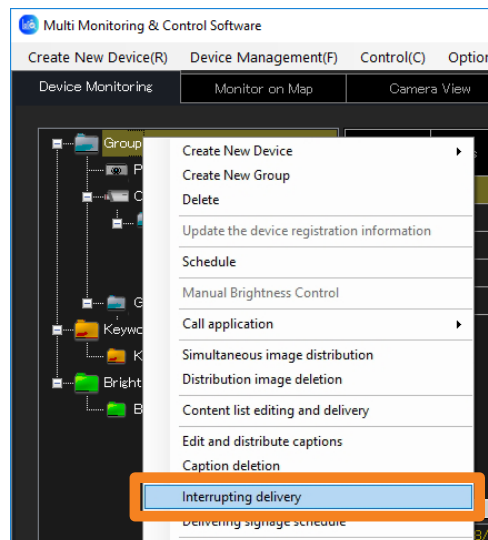 Multi Monitoring & Control Software
Create New Device(R) Device Management(F) Control(C) Option
Device Monitoring Monitor on Map Camera View
Group
Create New Device
P
Create New Group
C
Delete
Update the device registration information
Schedule
Manual Brightness Control
G
Call application
Keywo
Simultaneous image distribution
K
Distribution image deletion
Bright
Content list editing and delivery
B
Edit and distribute captions
Caption deletion
Interrupting delivery
Delivering signage schedule